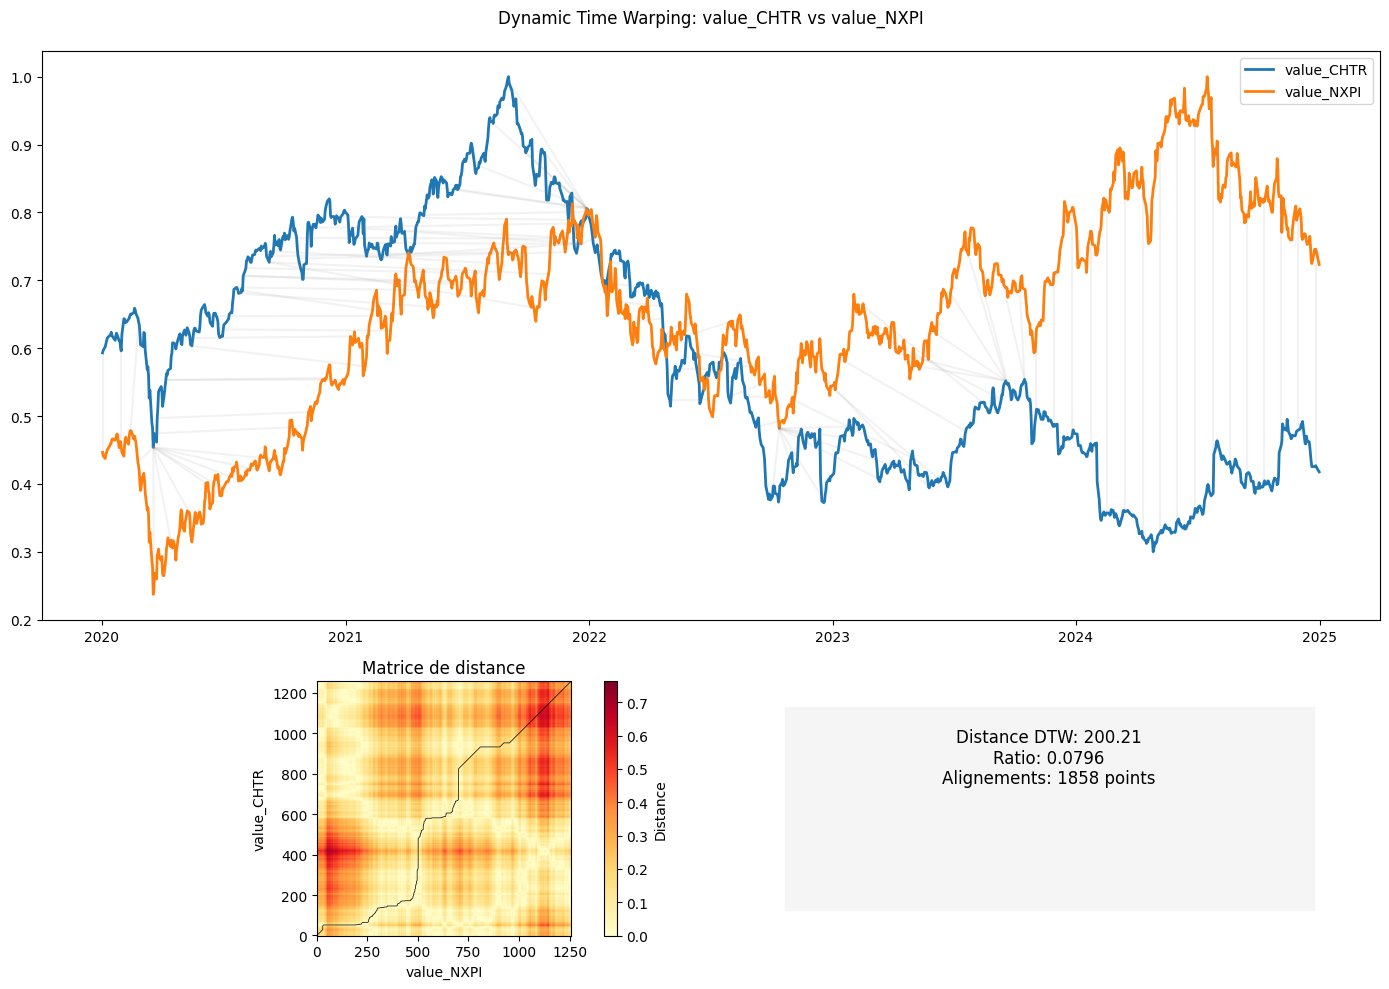 Dynamic Time Warping: value_CHTR vs value_NXPI
value_CHTR
value_NXPI
1.0
0.9
0.8
0.7
0.6
0.5
0.4
0.3
0.2
2020 2021 2022 2023 2024 2025
Matrice de distance
1200
1000
800
600
400
200
0
value_CHTR
0 250 500 750 1000 1250
value_NXPI
0.7
0.6
0.5
0.4
0.3
0.2
0.1
0.0
Distance
Distance DTW: 200.21
Ratio: 0.0796
Alignements: 1858 points